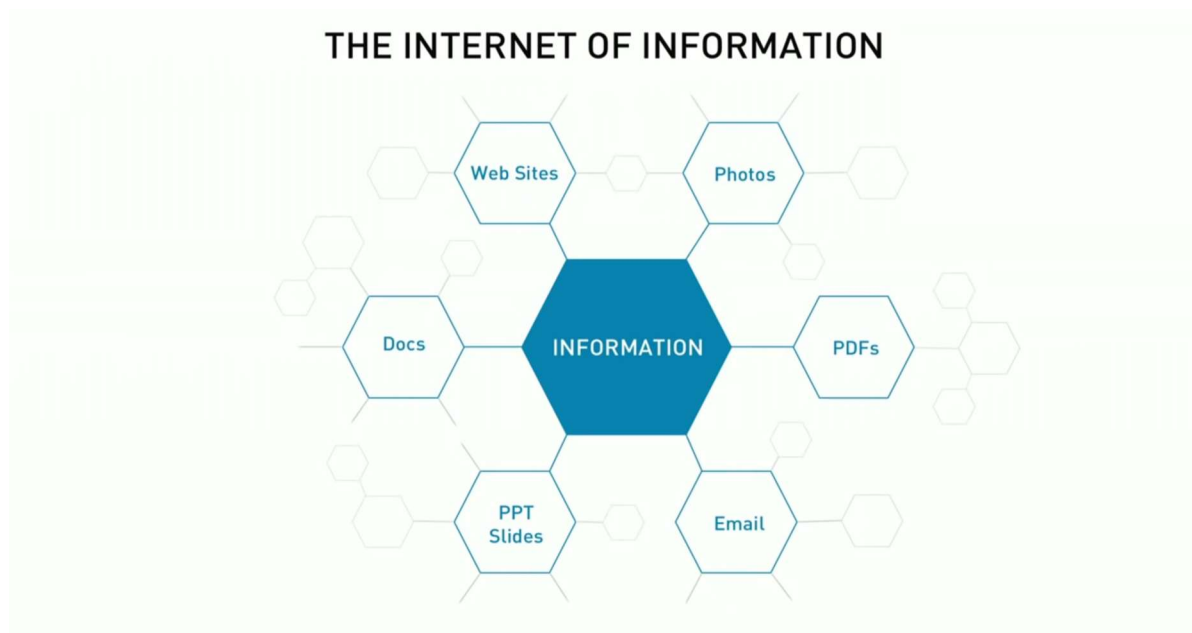 THE INTERNET OF INFORMATION
Web Sites
Photos
Docs
INFORMATION
PDFs
PPT
Slides
Email